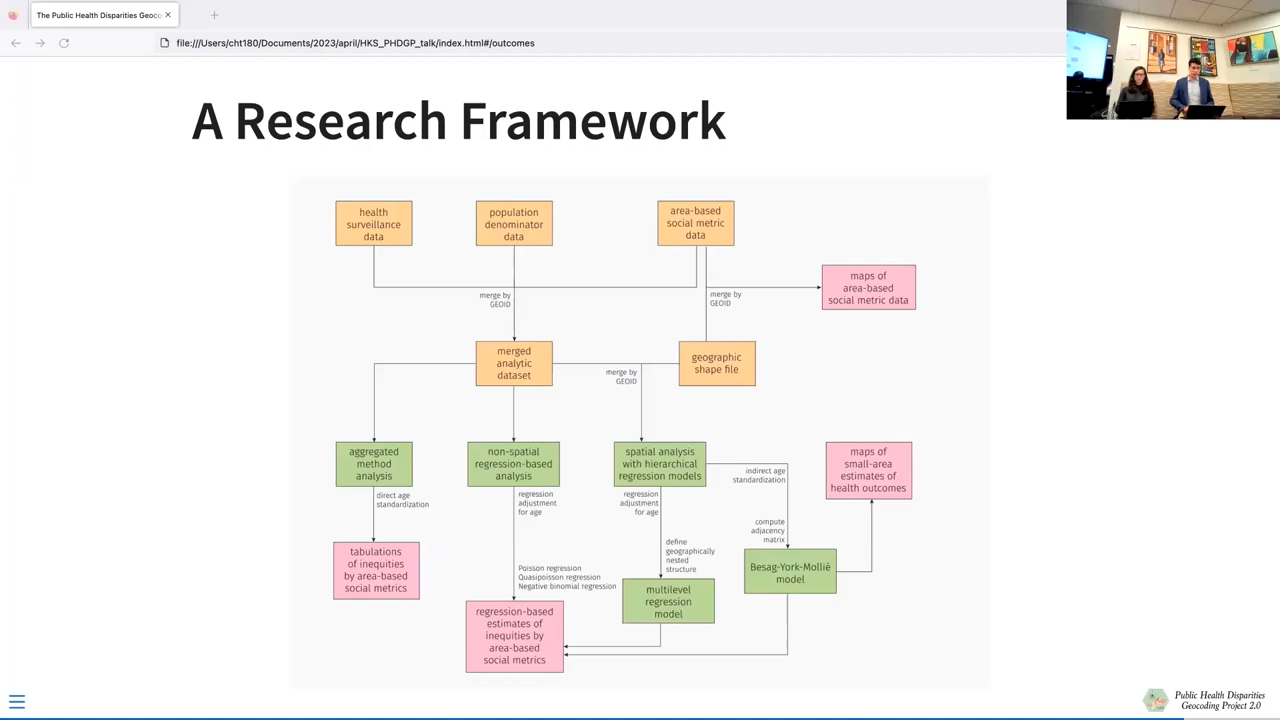 The Public Health Disparities Geoco
file:///Users/cht180/Documents/2023/april/HKS_PHDGP_talk/index.html#/outcomes
A Research Framework
health
surveillance
data
population
denominator
data
area-based
social metric
data
maps of
area-based
social metric data
merge by
GEOID
merge by
GEOID
merged
analytic
dataset
geographic
shape file
merge by
GEOID
aggregated
method
analysis
non-spatial
regression-based
analysis
spatial analysis
with hierarchical
regression models
maps of
small-area
estimates of
health outcomes
indirect age
standardization
direct age
standardization
regression
adjustment
for age
regression
adjustment
for age
compute
adjacency
matrix
define
geographically
nested
structure
tabulations
of inequities
by area-based
social metrics
Poisson regression
Quasipoisson regression
Negative binomial regression
multilevel
regression
model
Besag-York-Molliè
model
regression-based
estimates of
inequities by
area-based
social metrics
Public Health Disparities
Geocoding Project 2.0